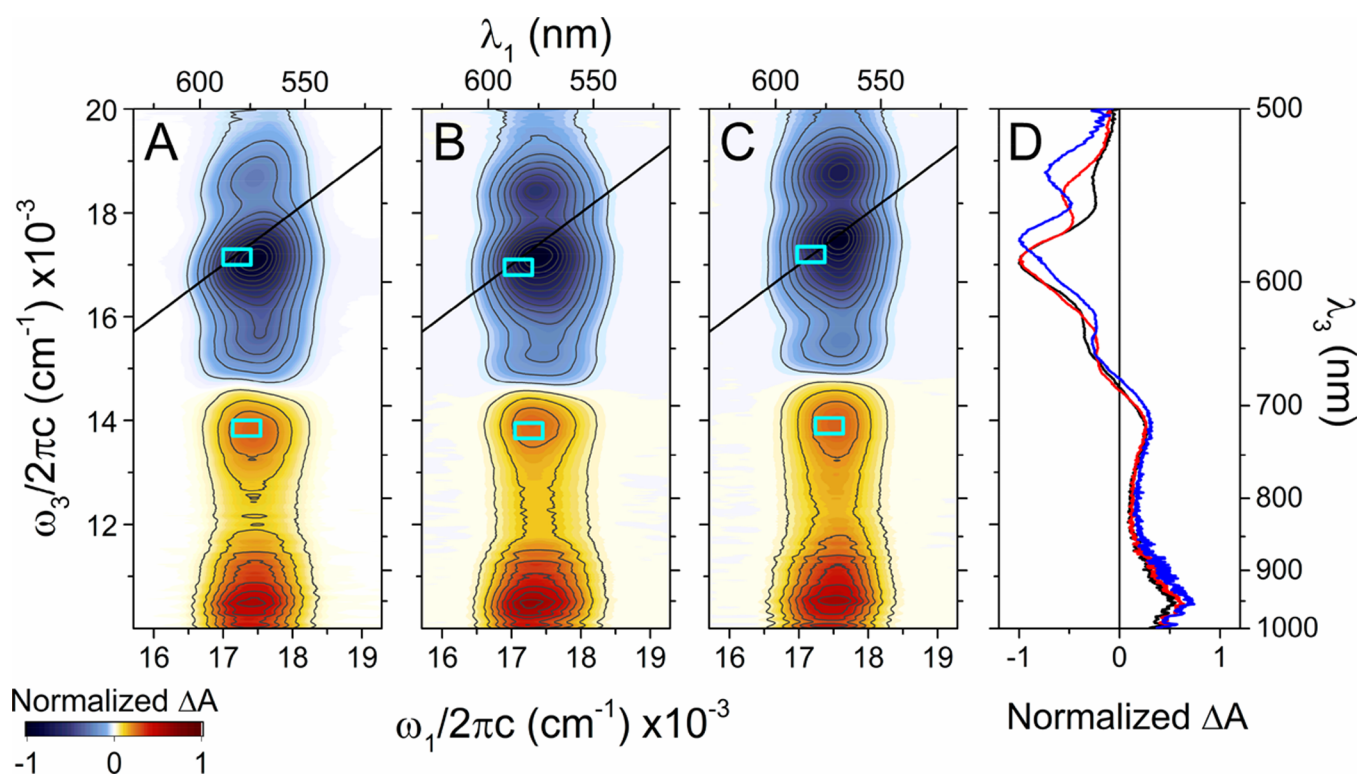 λ₁ (nm)
600 550 600 550 600 550
A B C D
20 18 16 14 12
ω₃/2πc (cm⁻¹) x10⁻³
500 600 700 800 900 1000
λ₃ (nm)
16 17 18 19 16 17 18 19 16 17 18 19 -1 0 1
Normalized ΔA
-1 0 1
ω₁/2πc (cm⁻¹) x10⁻³
Normalized ΔA